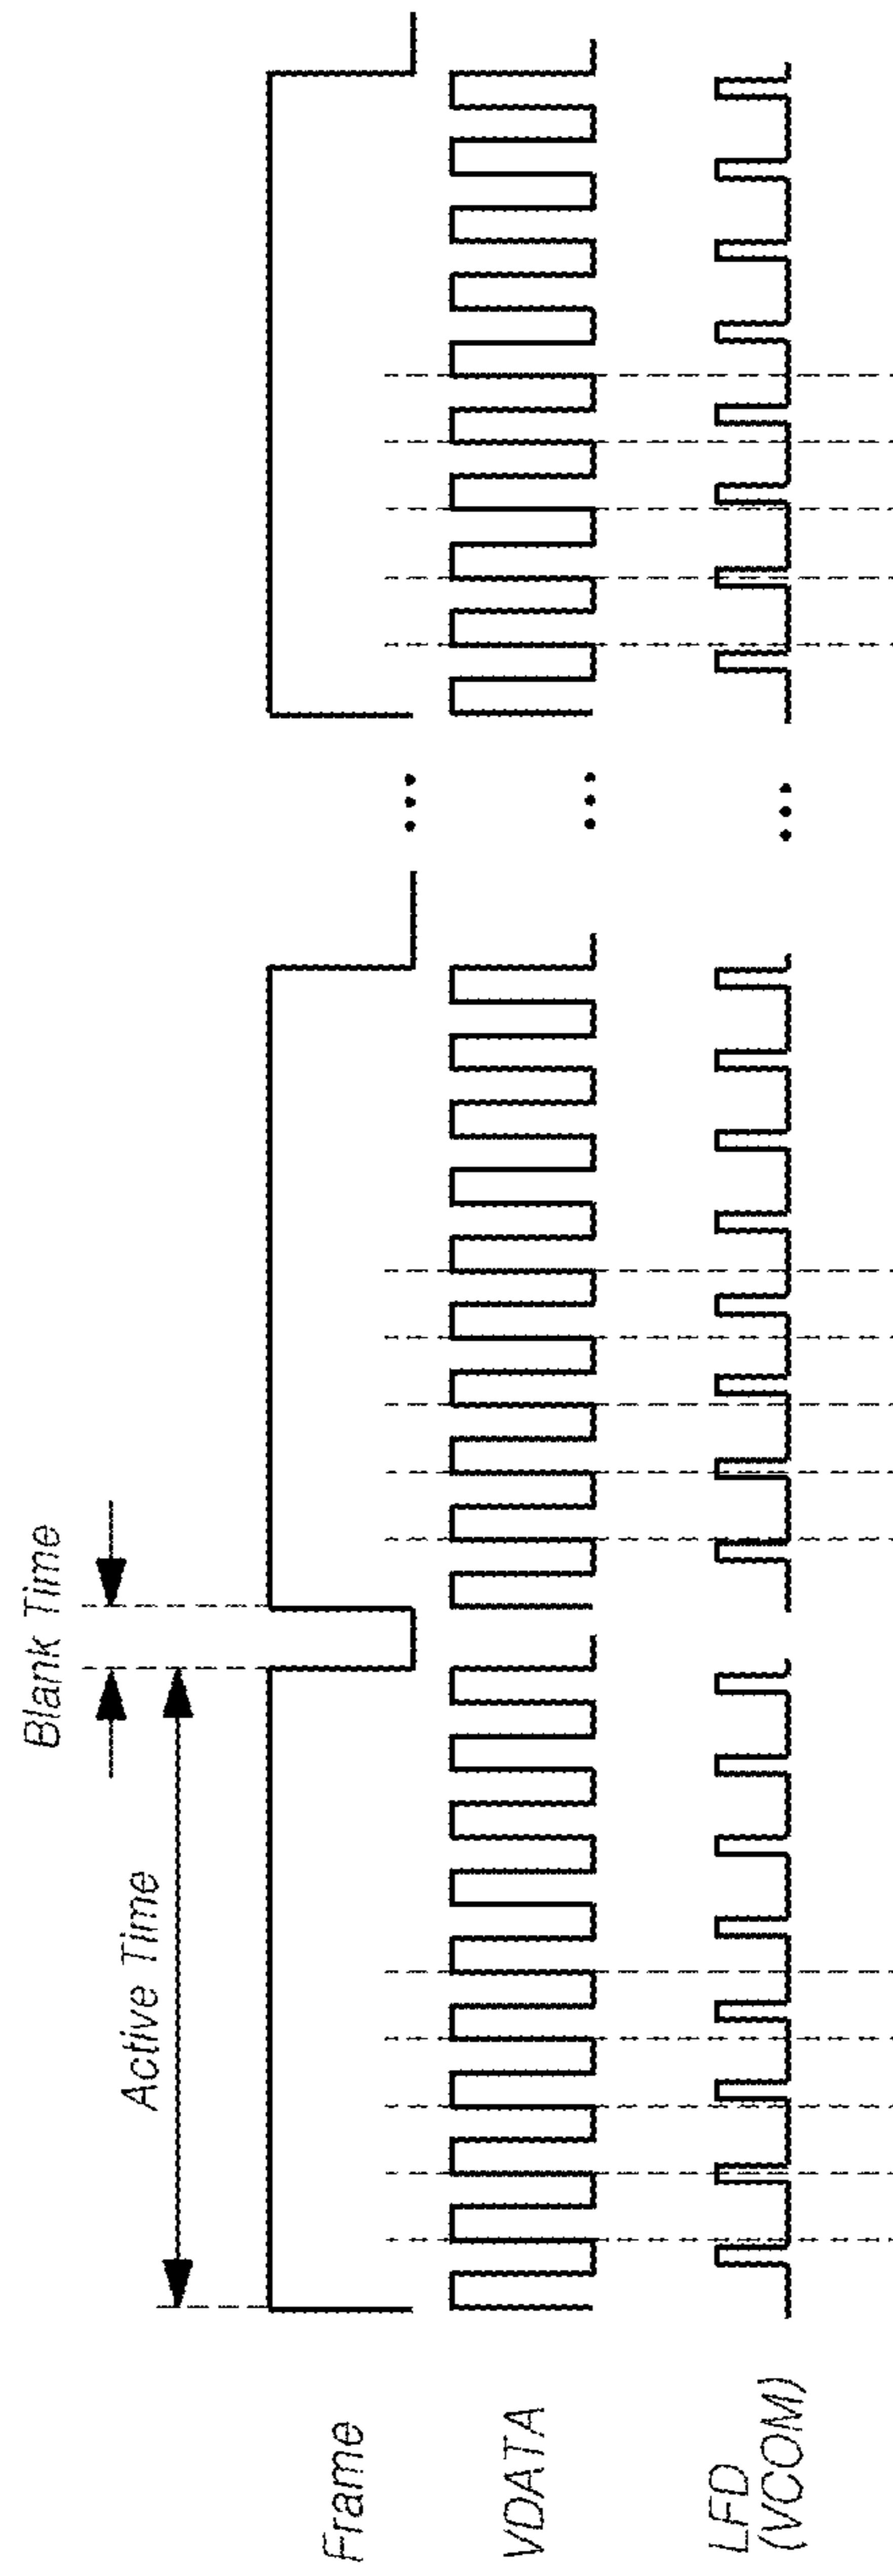 Blank Time
Active Time
Frame
VDATA
LFD
(VCOM)